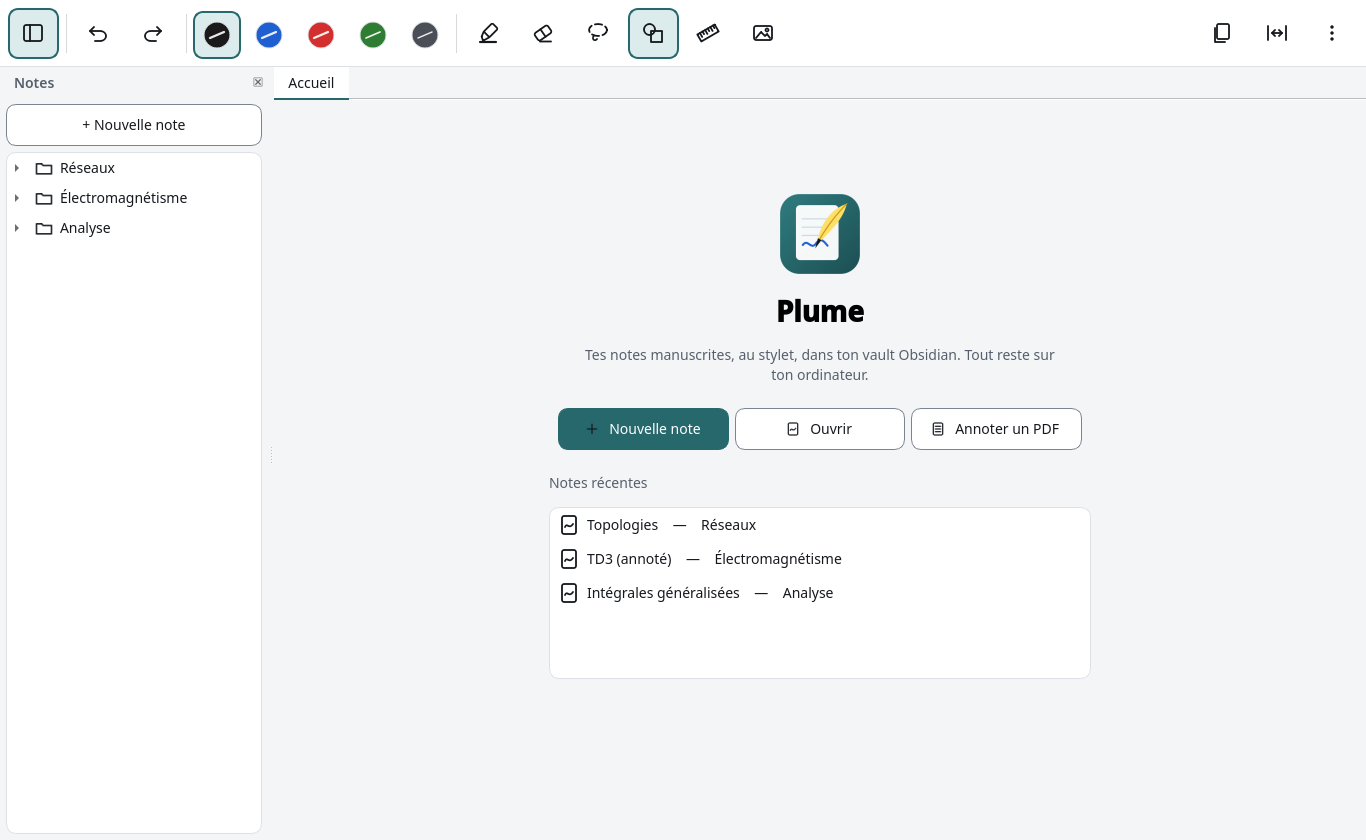 Notes
Accueil
+ Nouvelle note
Réseaux
Électromagnétisme
Analyse
Plume
Tes notes manuscrites, au stylet, dans ton vault Obsidian. Tout reste sur
ton ordinateur.
Nouvelle note
Ouvrir
Annoter un PDF
Notes récentes
Topologies — Réseaux
TD3 (annoté) — Électromagnétisme
Intégrales généralisées — Analyse